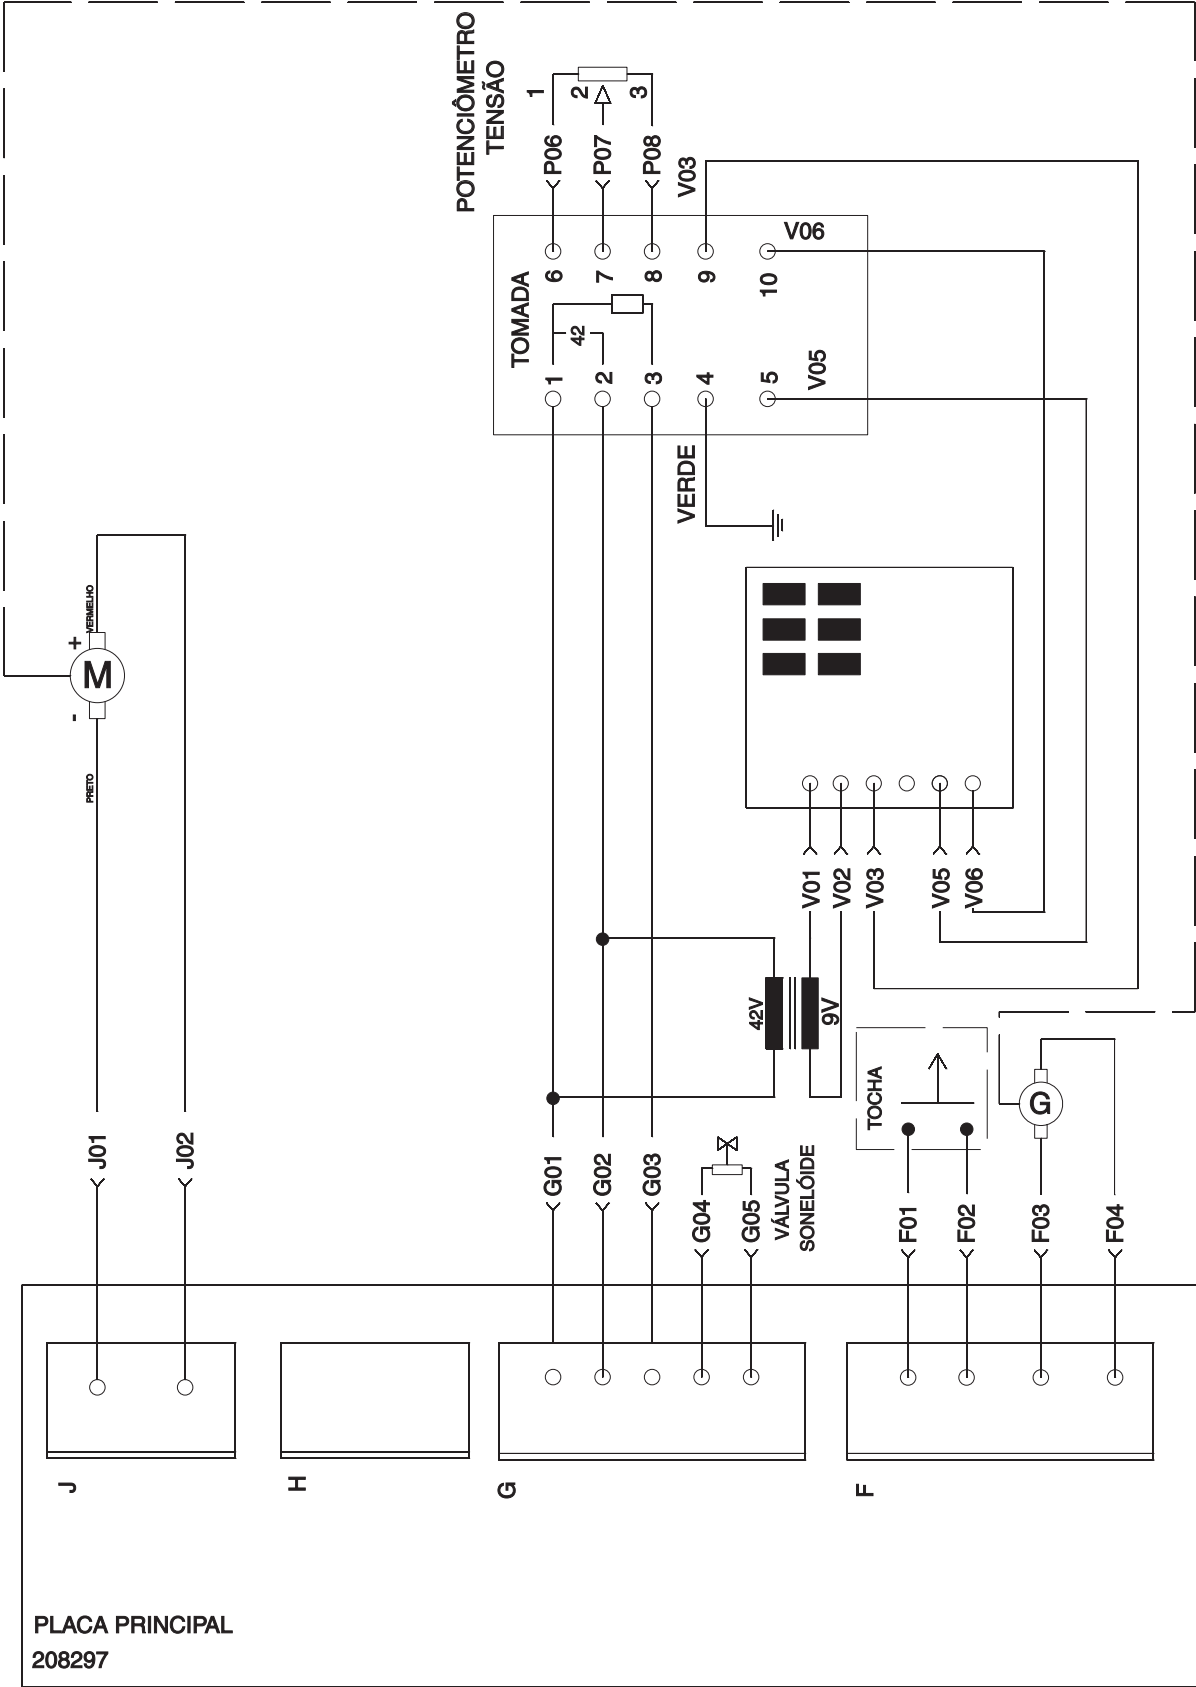 POTENCIÔMETRO
TENSÃO
1
2
3
P06
P07
P08
V03
TOMADA
6
7
8
9
10
V06
42
1
2
3
4
5
V05
VERDE
VERMELHO
+
M
-
PRETO
V01
V02
V03
V05
V06
42V
9V
J01
J02
G01
G02
G03
G04
G05
VÁLVULA
SONELÓIDE
TOCHA
G
F01
F02
F03
F04
J
H
G
F
PLACA PRINCIPAL
208297